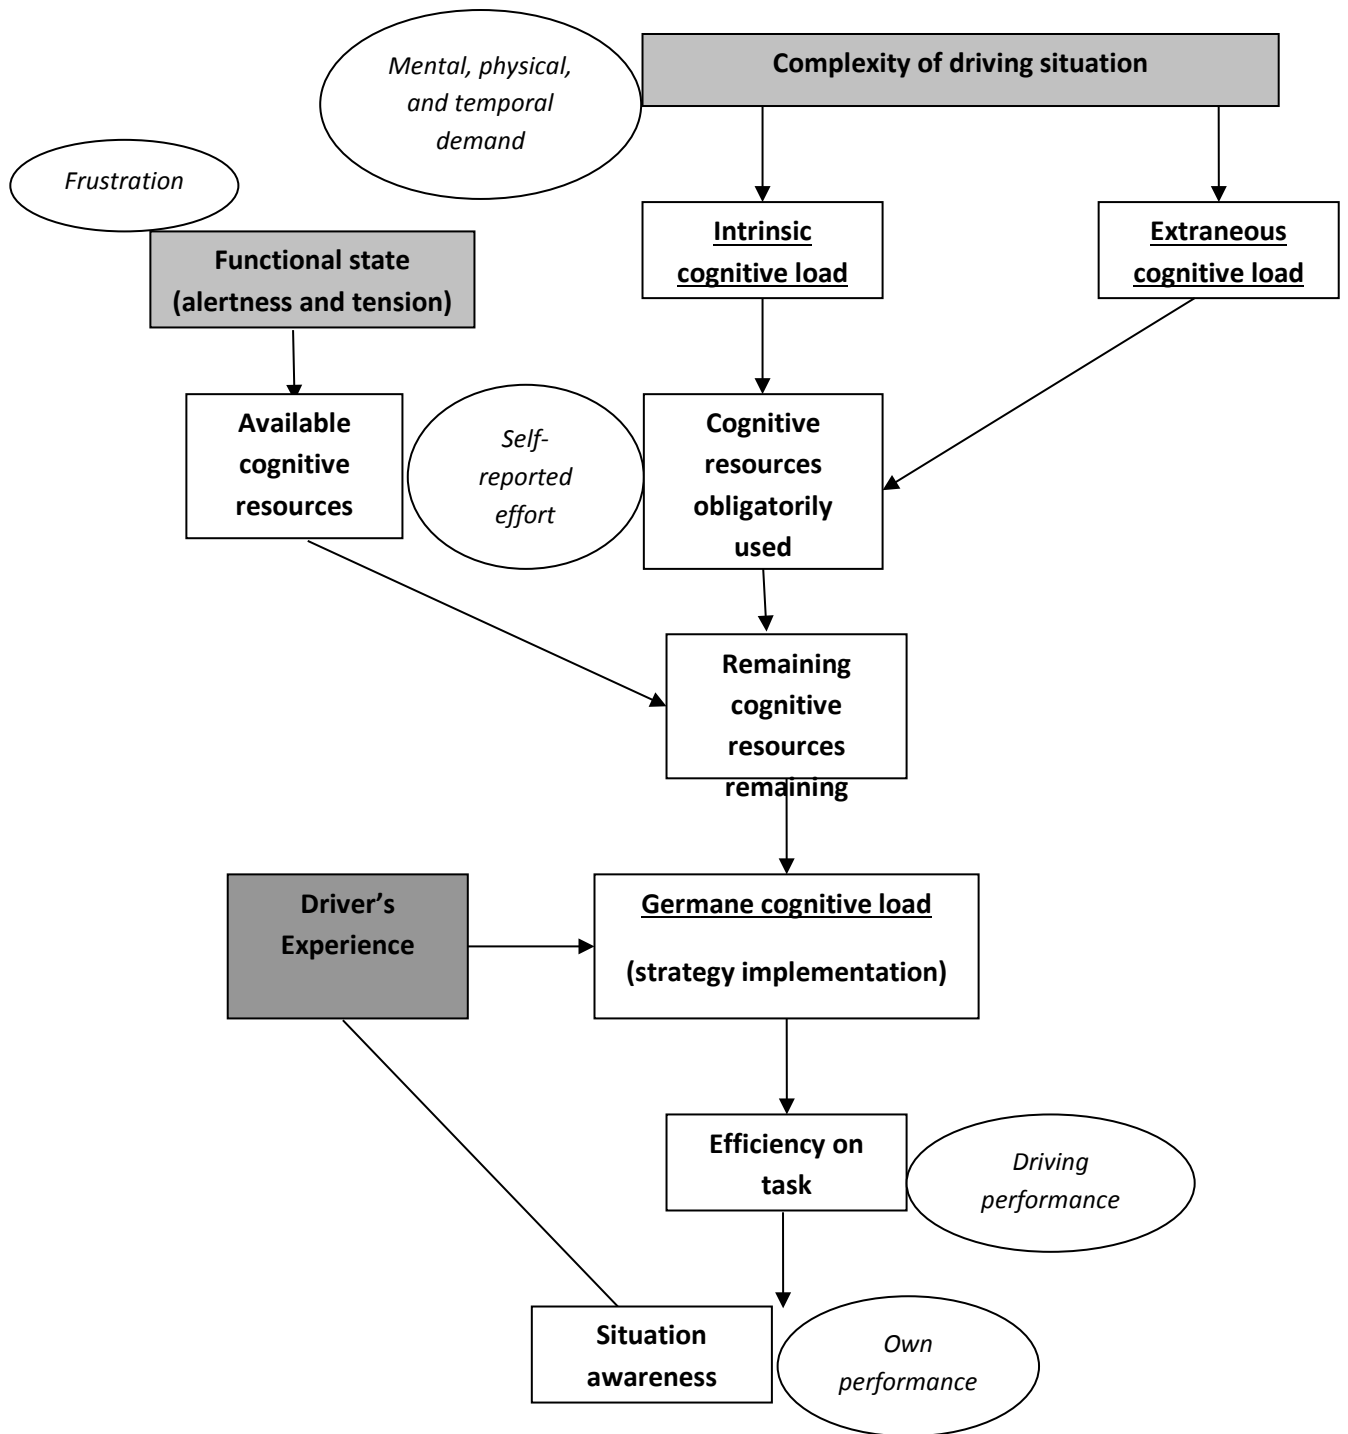 Mental, physical,
and temporal
demand
Complexity of driving situation
Frustration
Functional state
(alertness and tension)
Intrinsic
cognitive load
Extraneous
cognitive load
Available
cognitive
resources
Self-
reported
effort
Cognitive
resources
obligatorily
used
Remaining
cognitive
resources
remaining
Driver’s
Experience
Germane cognitive load
(strategy implementation)
Efficiency on
task
Driving
performance
Situation
awareness
Own
performance